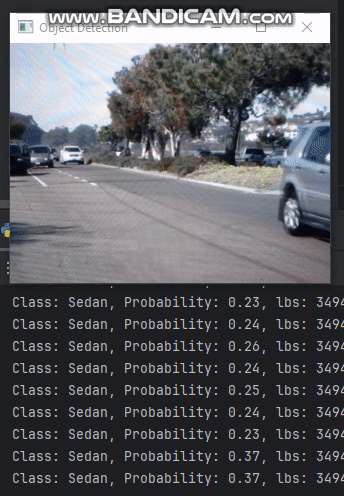 WWW.BANDICAM.COM
Object Detection
Class: Sedan, Probability: 0.23, lbs: 3494
Class: Sedan, Probability: 0.24, lbs: 3494
Class: Sedan, Probability: 0.26, lbs: 3494
Class: Sedan, Probability: 0.24, lbs: 3494
Class: Sedan, Probability: 0.25, lbs: 3494
Class: Sedan, Probability: 0.24, lbs: 3494
Class: Sedan, Probability: 0.23, lbs: 3494
Class: Sedan, Probability: 0.37, lbs: 3494
Class: Sedan, Probability: 0.37, lbs: 3494